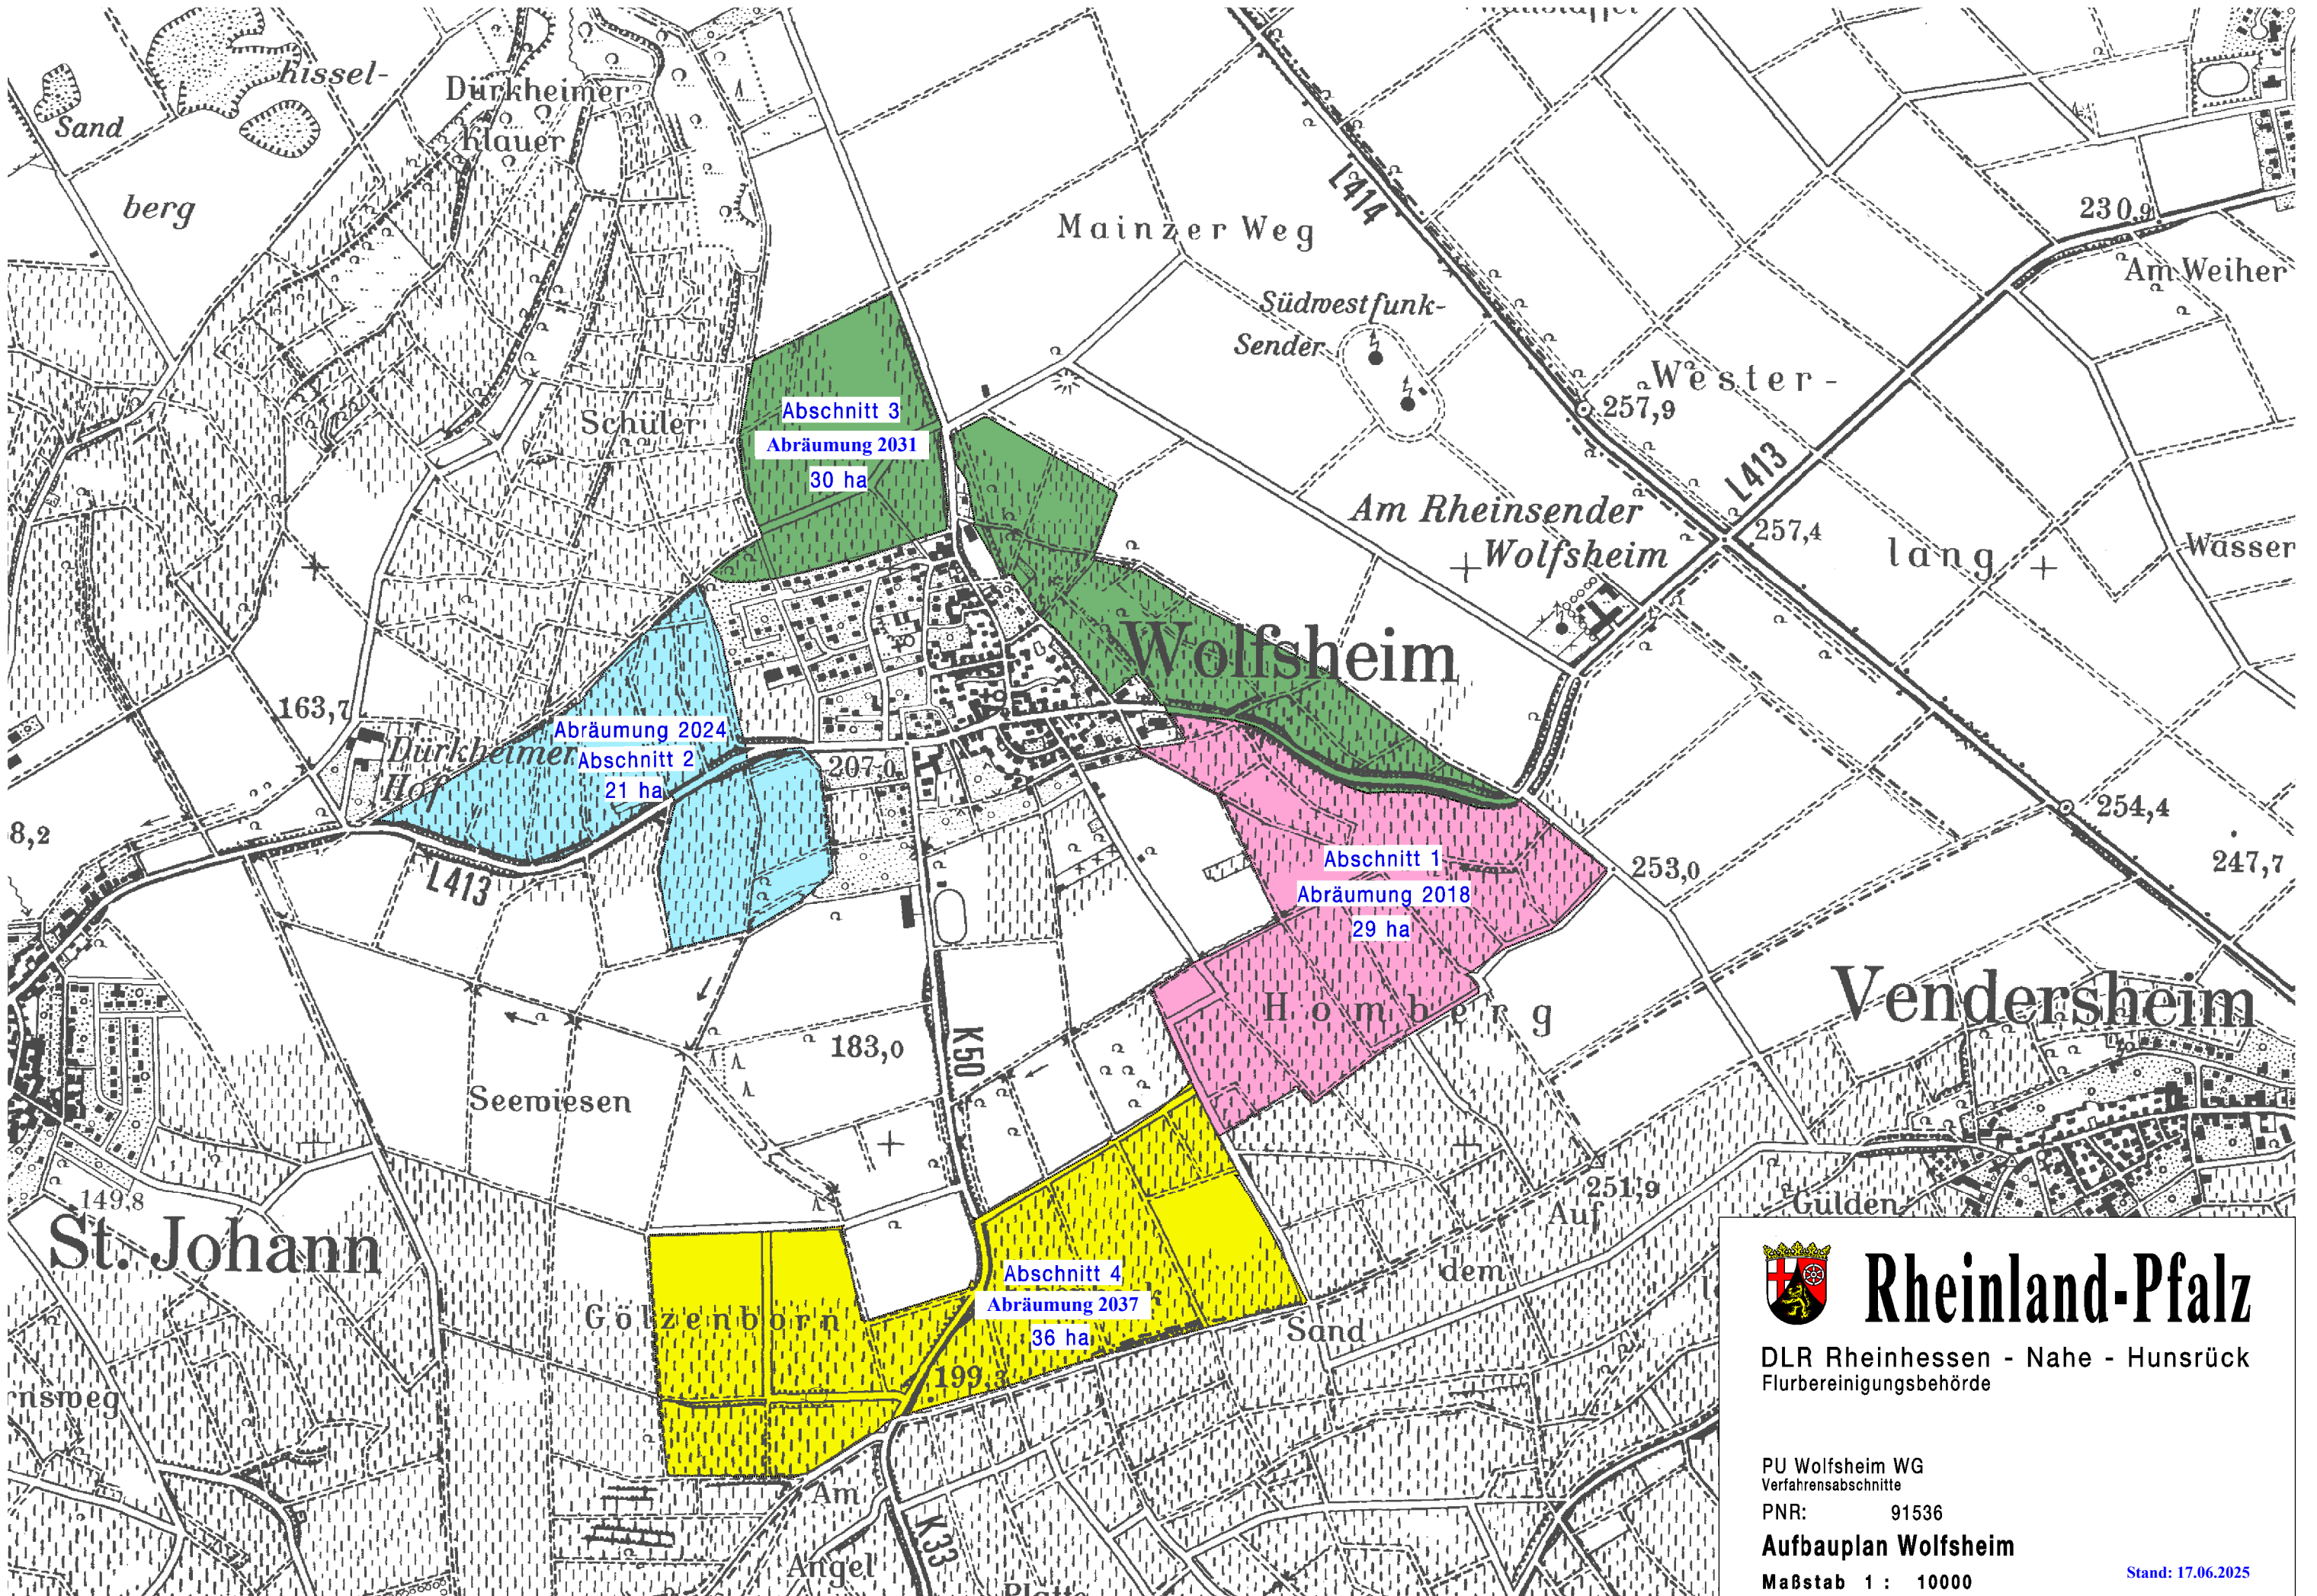 hissel-
Dürkheimer
Klauer
Sand
berg
L414
Mainzer Weg
230,9
Am Weiher
Südwestfunk-
Sender
Wester-
257,9
Schüler
Abschnitt 3
Abräumung 2031
30 ha
L413
Am Rheinsender
Wolfsheim
257,4
lang
Wasser
Wolfsheim
163,7
Dürkheimer
Hof
Abräumung 2024
Abschnitt 2
21 ha
207,0
8,2
L413
254,4
247,7
Abschnitt 1
Abräumung 2018
29 ha
253,0
Homberg
Vendersheim
K50
183,0
Seewiesen
149,8
St. Johann
251,9
Auf
dem
Sand
Gülden
Gölzenborn
Abschnitt 4
Abräumung 2037
36 ha
199,3
nsweg
Am
Angel
K33
Rheinland-Pfalz
DLR Rheinhessen - Nahe - Hunsrück
Flurbereinigungsbehörde
PU Wolfsheim WG
Verfahrensabschnitte
PNR: 91536
Aufbauplan Wolfsheim
Maßstab 1 : 10000
Stand: 17.06.2025